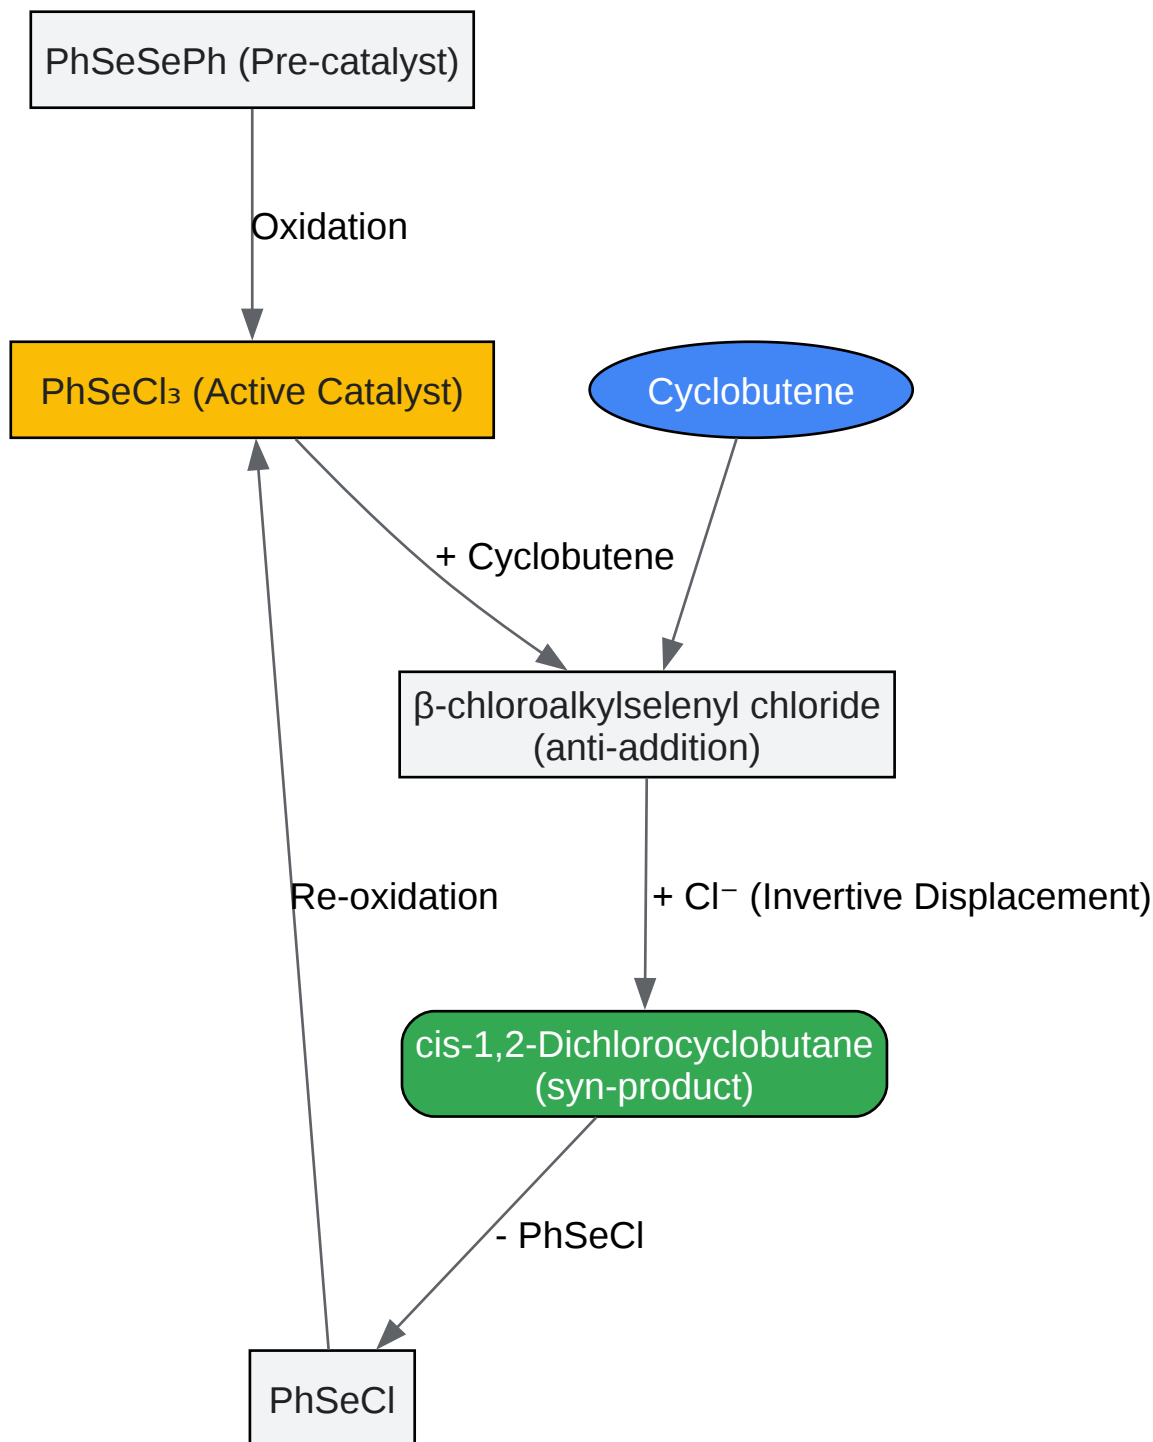 PhSeSePh (Pre-catalyst)
Oxidation
PhSeCl₃ (Active Catalyst)
Cyclobutene
+ Cyclobutene
β-chloroalkylselenyl chloride
(anti-addition)
Re-oxidation
+ Cl⁻ (Invertive Displacement)
cis-1,2-Dichlorocyclobutane
(syn-product)
- PhSeCl
PhSeCl